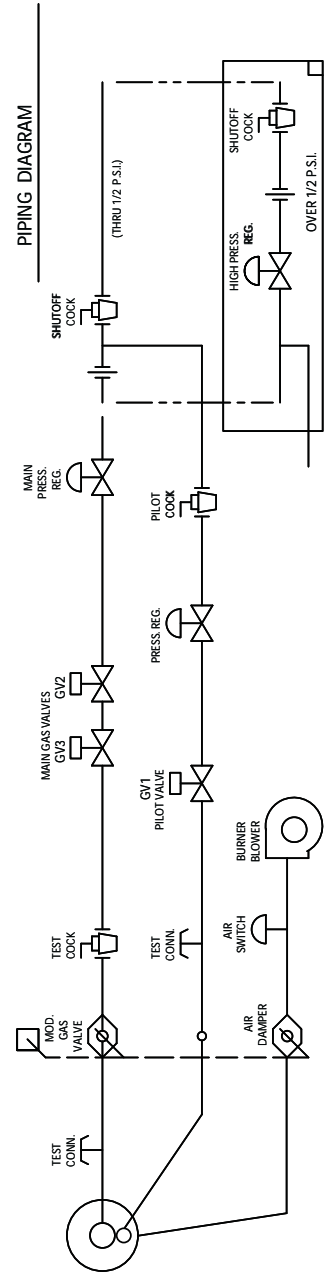 PIPING DIAGRAM
(THRU 1/2 P.S.I.)
SHUTOFF
COCK
MAIN
PRESS.
REG.
MAIN GAS VALVES
GV3
GV2
TEST
COCK
MOD.
GAS
VALVE
TEST
CONN.
SHUTOFF
COCK
HIGH PRESS.
REG.
OVER 1/2 P.S.I.
PILOT
COCK
PRESS. REG.
GV1
PILOT VALVE
TEST
CONN.
BURNER
BLOWER
AIR
SWITCH
AIR
DAMPER